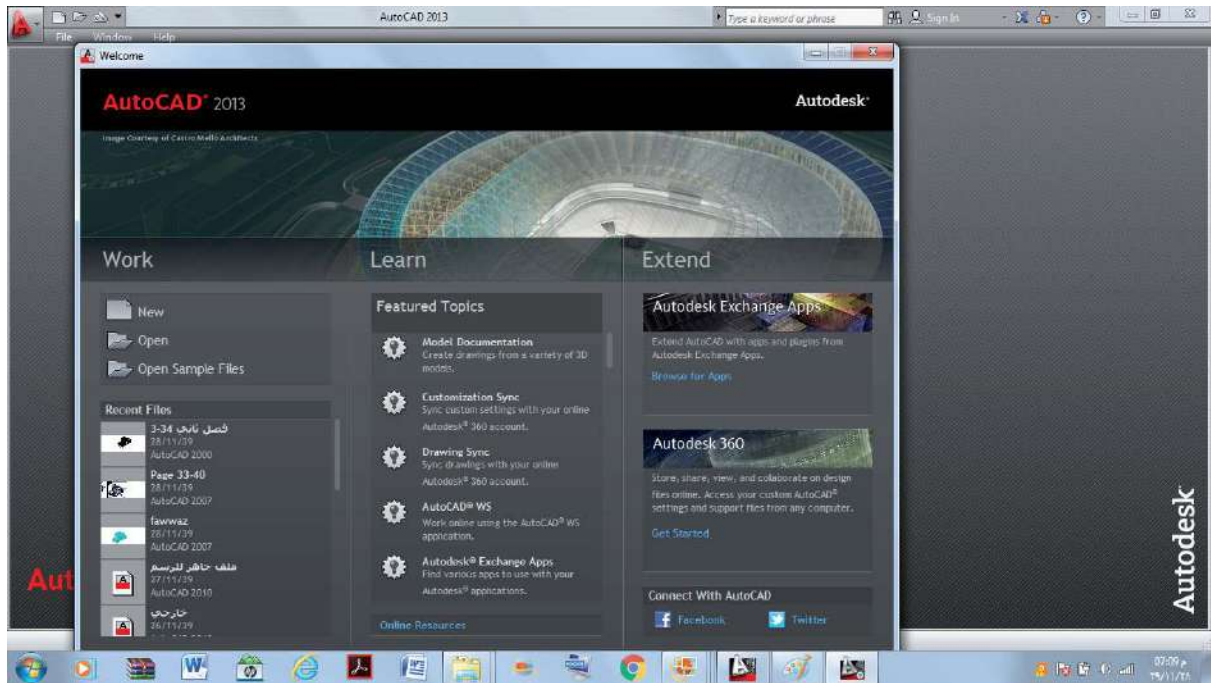 AutoCAD 2013
Type a keyword or phrase
Sign In
File Window Help
Welcome
AutoCAD® 2013
Autodesk®
Image Courtesy of Castro Mello Architects
Work
New
Open
Open Sample Files
Recent Files
فصل ثاني 34-3
28/11/39
AutoCAD 2000
Page 33-40
28/11/39
AutoCAD 2007
fawwaz
28/11/39
AutoCAD 2007
ملف جاهز للرسم
27/11/39
AutoCAD 2010
خارجي
26/11/39
Learn
Featured Topics
Model Documentation
Create drawings from a variety of 3D
models.
Customization Sync
Sync custom settings with your online
Autodesk® 360 account.
Drawing Sync
Sync drawings with your online
Autodesk® 360 account.
AutoCAD® WS
Work online using the AutoCAD® WS
application.
Autodesk® Exchange Apps
Find various apps to use with your
Autodesk® applications.
Online Resources
Extend
Autodesk Exchange Apps
Extend AutoCAD with apps and plugins from
Autodesk Exchange Apps.
Browse for Apps
Autodesk 360
Store, share, view, and collaborate on design
files online. Access your custom AutoCAD®
settings and support files from any computer.
Get Started
Connect With AutoCAD
Facebook
Twitter
Aut
Autodesk
07:09 م